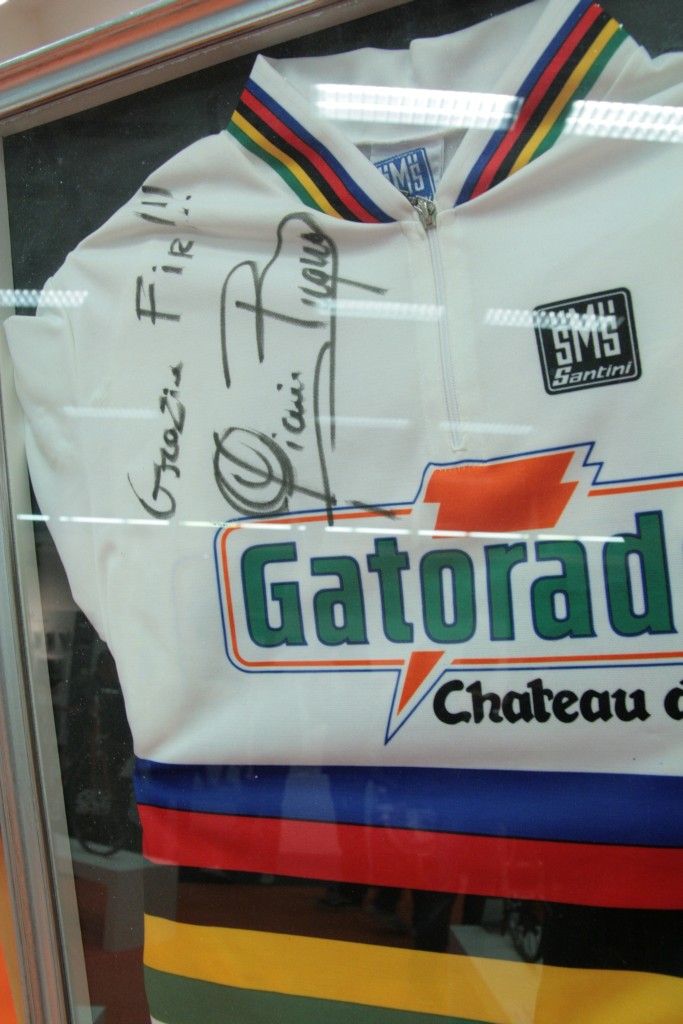 SMS
Grazie FIR!!!
SMS
Santini
Gatorad
Chateau d